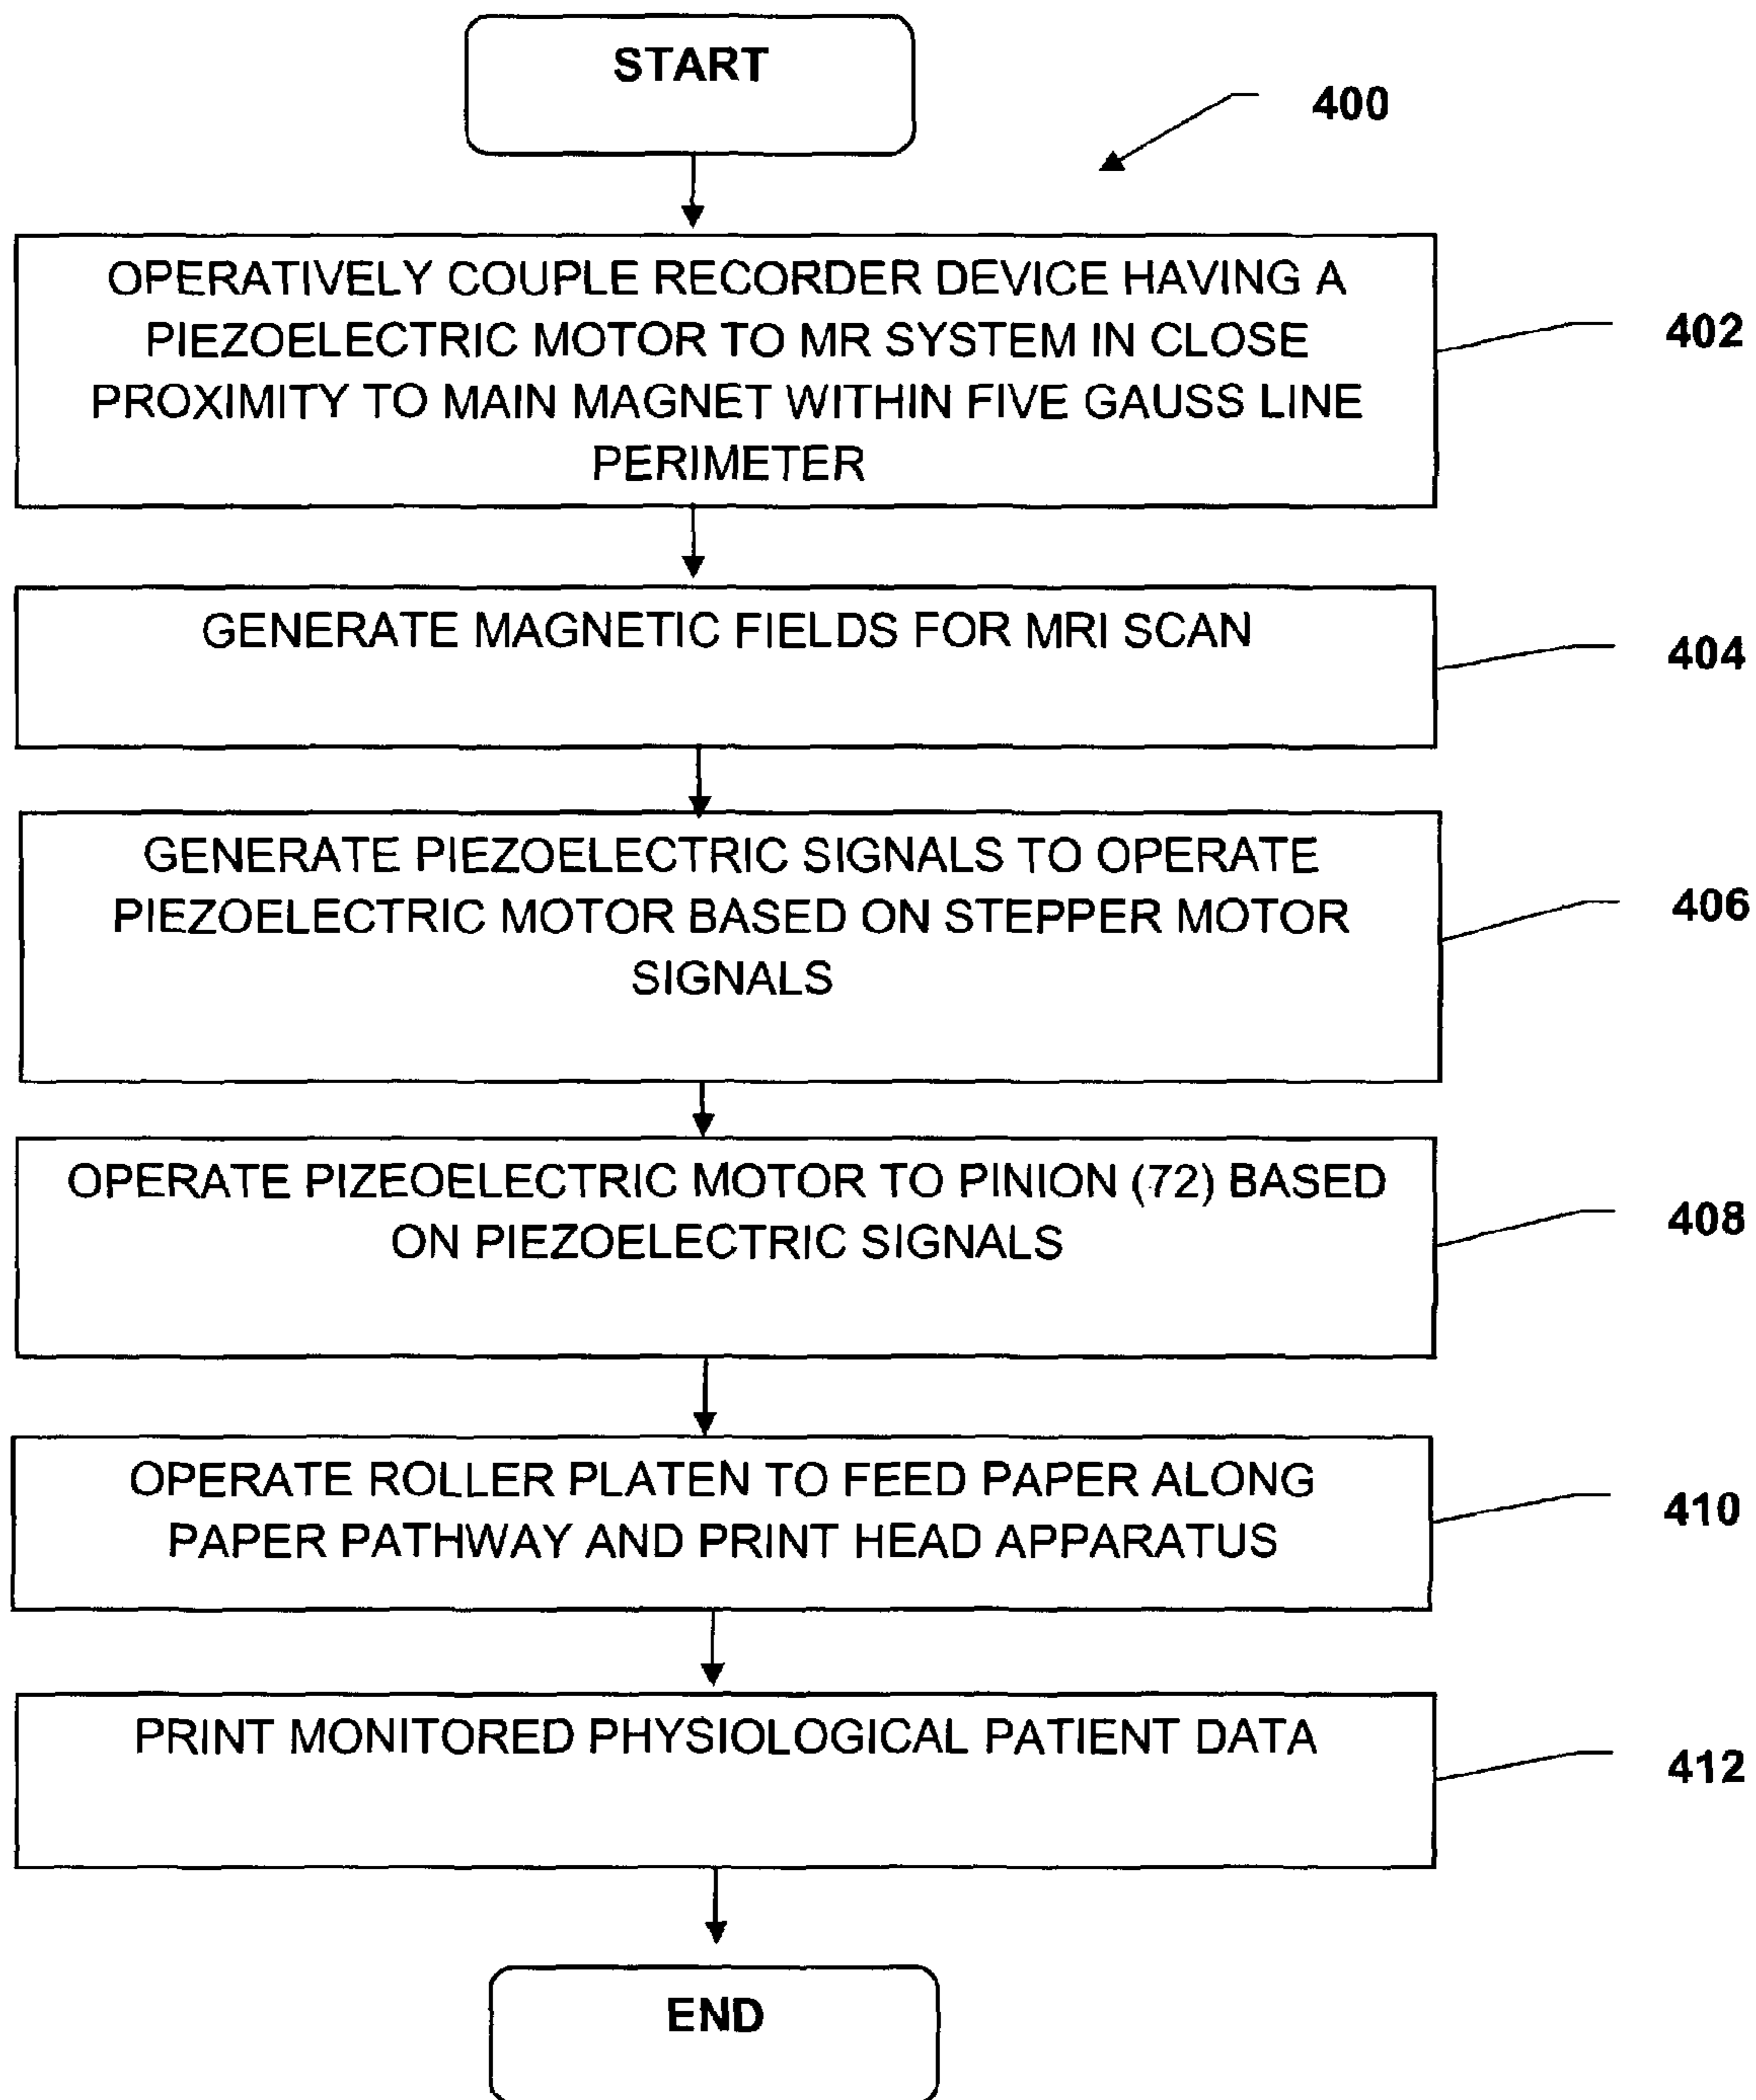 START
400
OPERATIVELY COUPLE RECORDER DEVICE HAVING A
PIEZOELECTRIC MOTOR TO MR SYSTEM IN CLOSE
PROXIMITY TO MAIN MAGNET WITHIN FIVE GAUSS LINE
PERIMETER
402
GENERATE MAGNETIC FIELDS FOR MRI SCAN
404
GENERATE PIEZOELECTRIC SIGNALS TO OPERATE
PIEZOELECTRIC MOTOR BASED ON STEPPER MOTOR
SIGNALS
406
OPERATE PIZEOELECTRIC MOTOR TO PINION (72) BASED
ON PIEZOELECTRIC SIGNALS
408
OPERATE ROLLER PLATEN TO FEED PAPER ALONG
PAPER PATHWAY AND PRINT HEAD APPARATUS
410
PRINT MONITORED PHYSIOLOGICAL PATIENT DATA
412
END